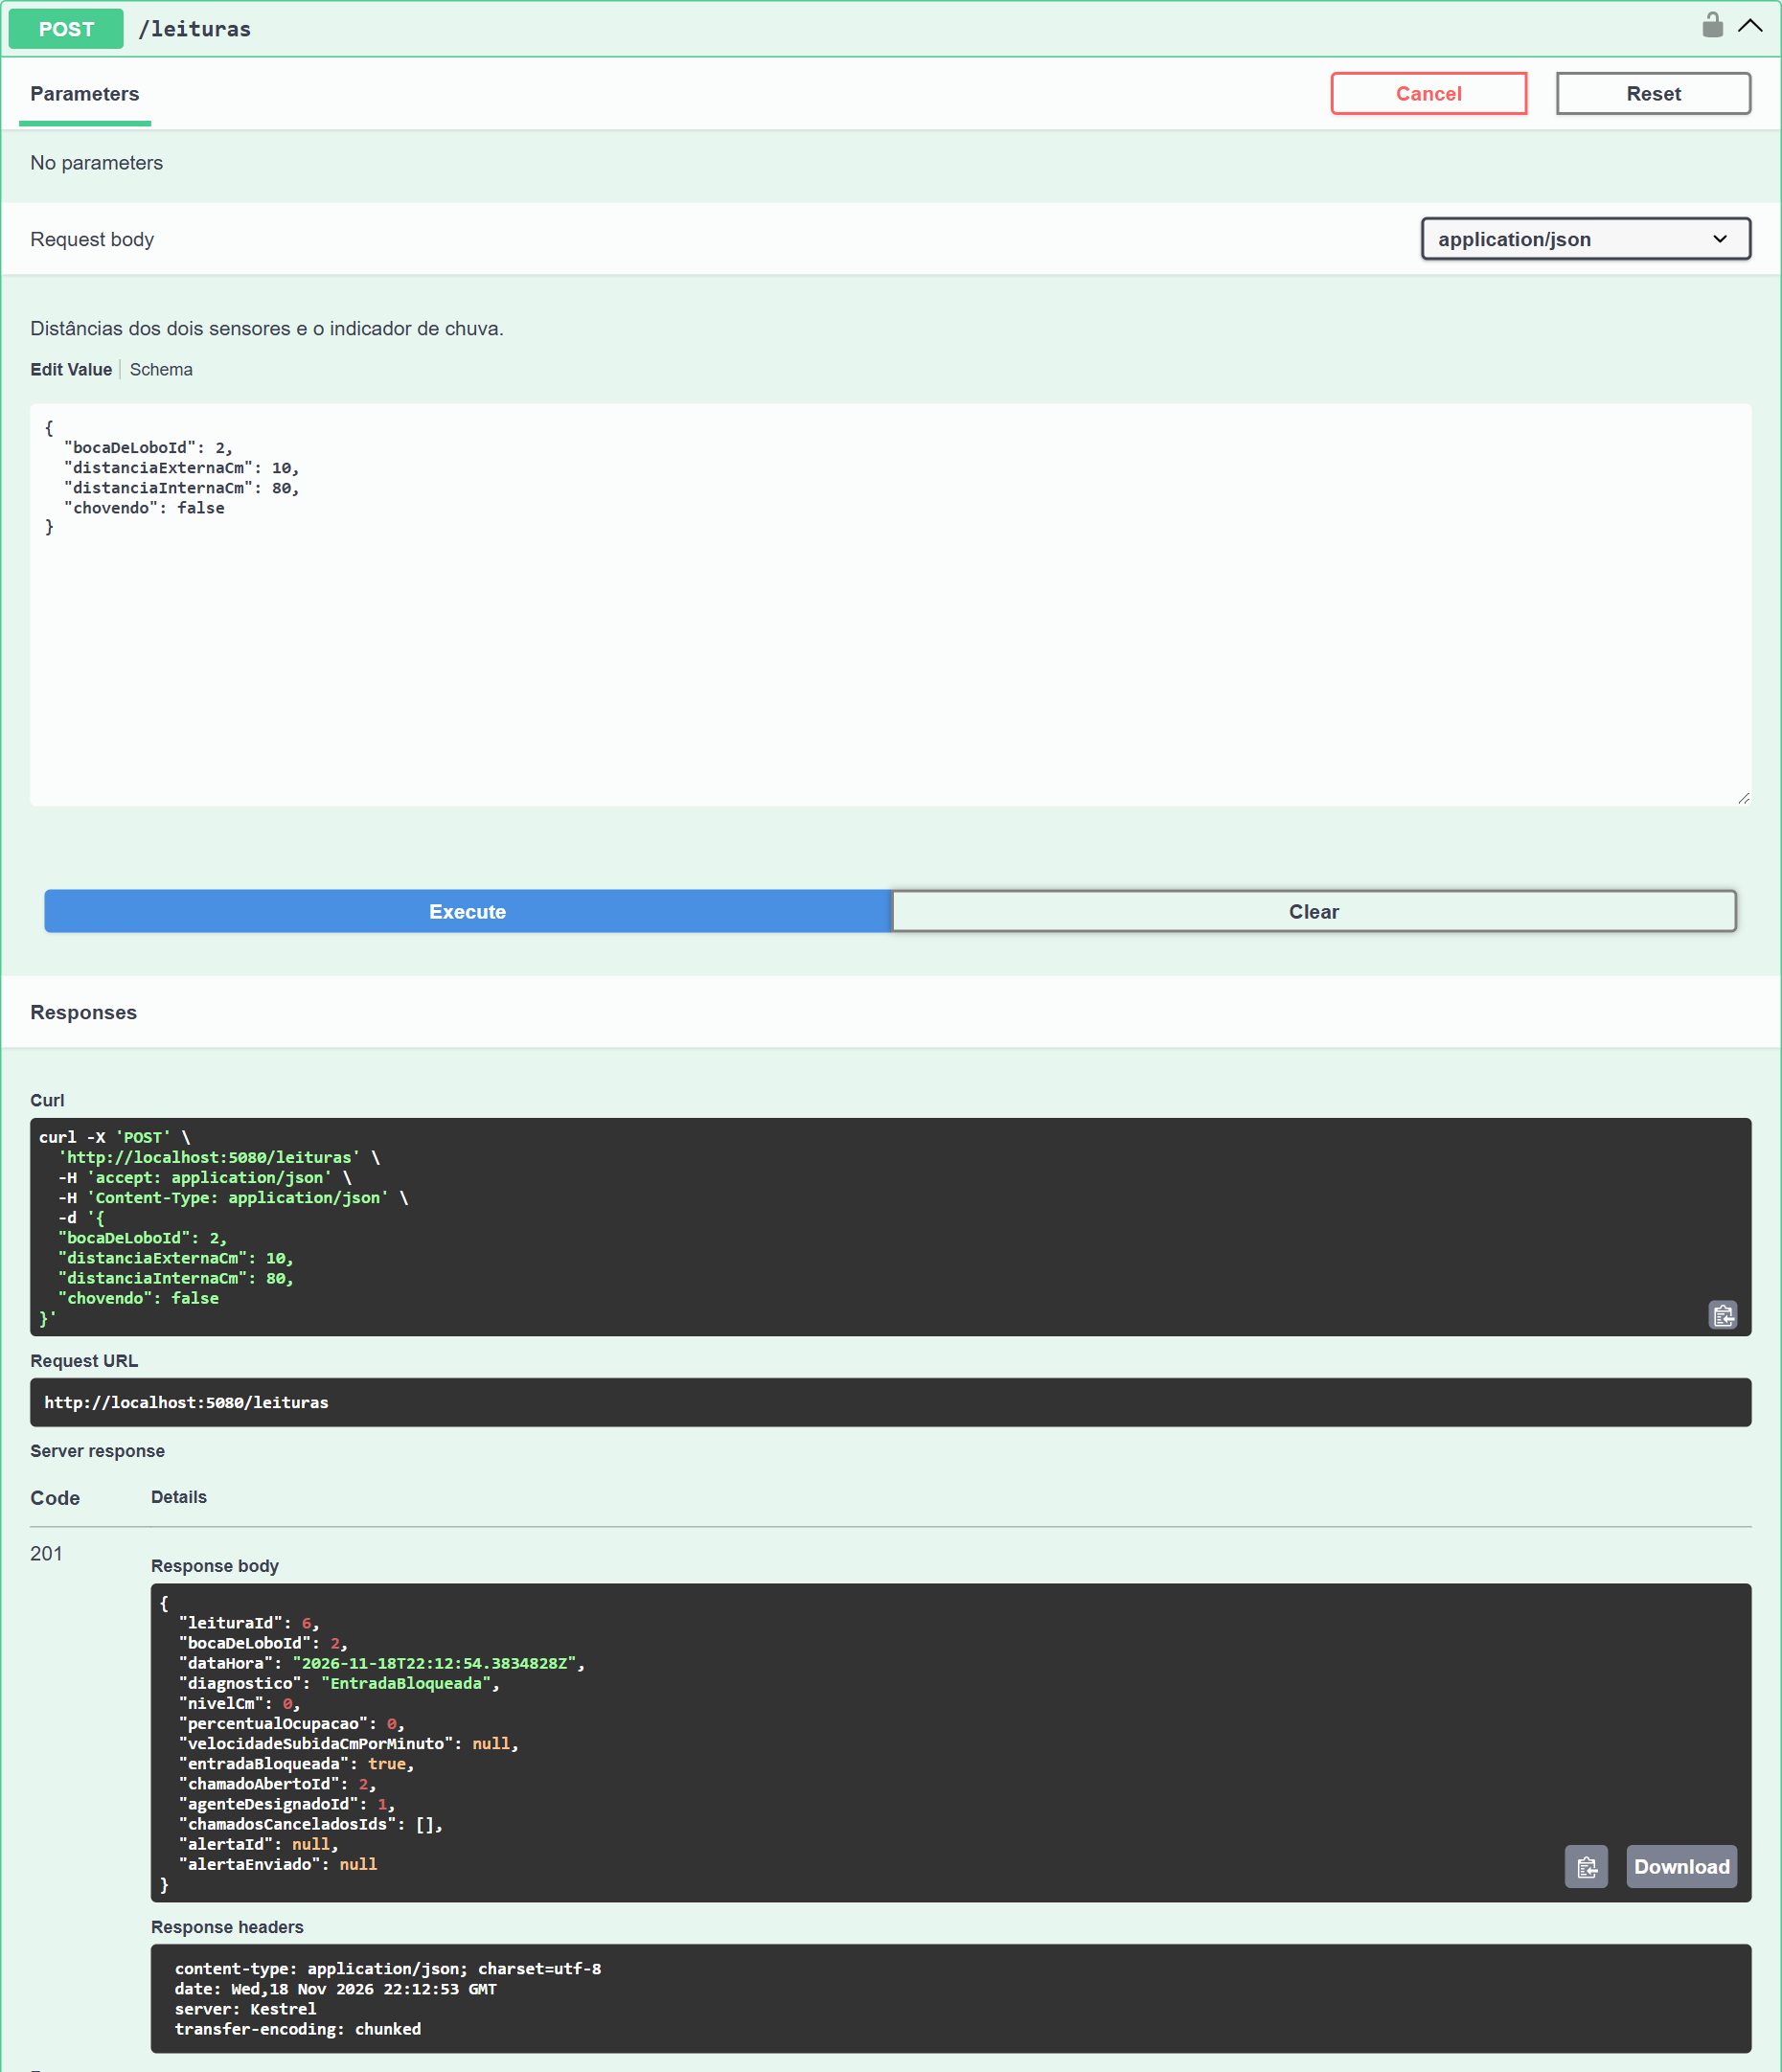 POST /leituras
Parameters
Cancel
Reset
No parameters
Request body
application/json
Distâncias dos dois sensores e o indicador de chuva.
Edit Value
Schema
{
  "bocaDeLoboId": 2,
  "distanciaExternaCm": 10,
  "distanciaInternaCm": 80,
  "chovendo": false
}
Execute
Clear
Responses
Curl
curl -X 'POST' \
  'http://localhost:5080/leituras' \
  -H 'accept: application/json' \
  -H 'Content-Type: application/json' \
  -d '{
  "bocaDeLoboId": 2,
  "distanciaExternaCm": 10,
  "distanciaInternaCm": 80,
  "chovendo": false
}'
Request URL
http://localhost:5080/leituras
Server response
Code
Details
201
Response body
{
  "leituraId": 6,
  "bocaDeLoboId": 2,
  "dataHora": "2026-11-18T22:12:54.3834828Z",
  "diagnostico": "EntradaBloqueada",
  "nivelCm": 0,
  "percentualOcupacao": 0,
  "velocidadeSubidaCmPorMinuto": null,
  "entradaBloqueada": true,
  "chamadoAbertoId": 2,
  "agenteDesignadoId": 1,
  "chamadosCanceladosIds": [],
  "alertaId": null,
  "alertaEnviado": null
}
Download
Response headers
content-type: application/json; charset=utf-8
date: Wed,18 Nov 2026 22:12:53 GMT
server: Kestrel
transfer-encoding: chunked